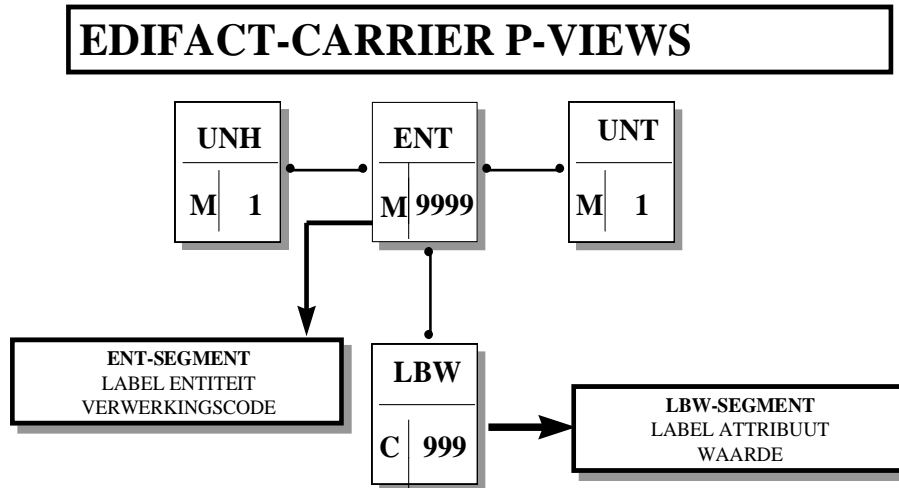 EDIFACT-CARRIER P-VIEWS
UNH
M 1
ENT
M 9999
UNT
M 1
ENT-SEGMENT
LABEL ENTITEIT
VERWERKINGSCODE
LBW
C 999
LBW-SEGMENT
LABEL ATTRIBUUT
WAARDE